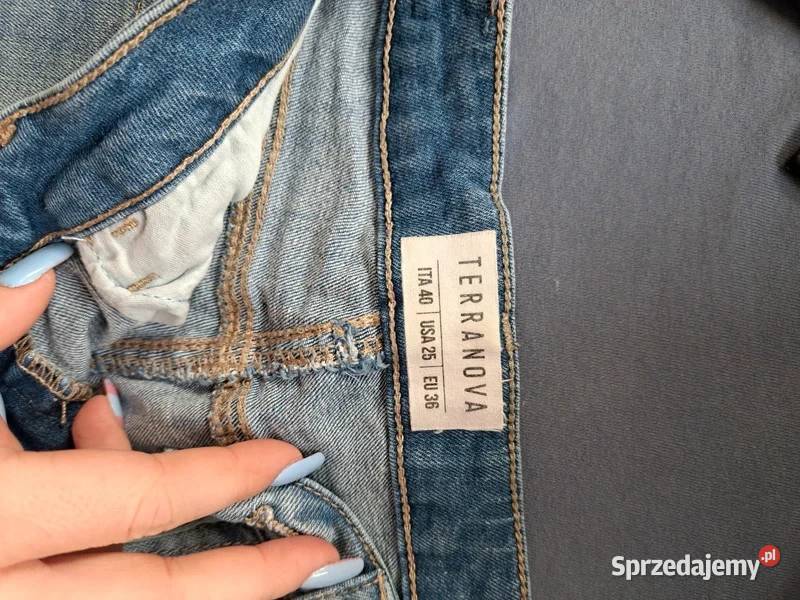 TERRANOVA
ITA 40 | USA 25 | EU 36
Sprzedajemy.pl